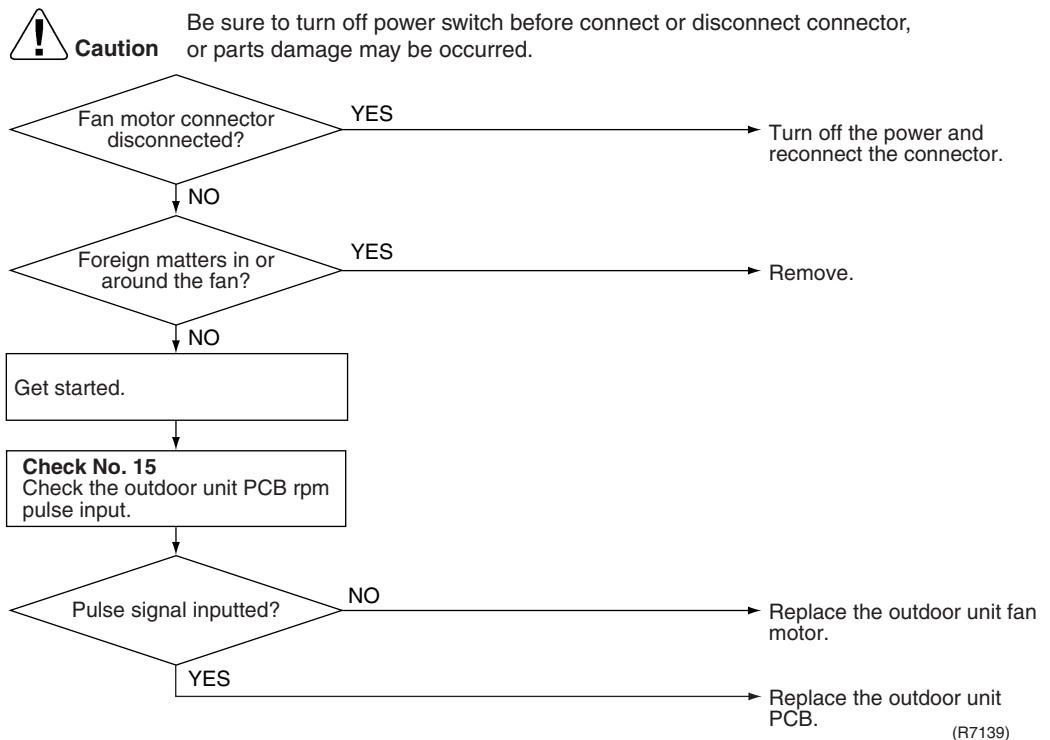 Be sure to turn off power switch before connect or disconnect connector,
Caution
or parts damage may be occurred.
Fan motor connector
disconnected?
YES
Turn off the power and
reconnect the connector.
NO
Foreign matters in or
around the fan?
YES
Remove.
NO
Get started.
Check No. 15
Check the outdoor unit PCB rpm
pulse input.
Pulse signal inputted?
NO
Replace the outdoor unit fan
motor.
YES
Replace the outdoor unit
PCB.
(R7139)